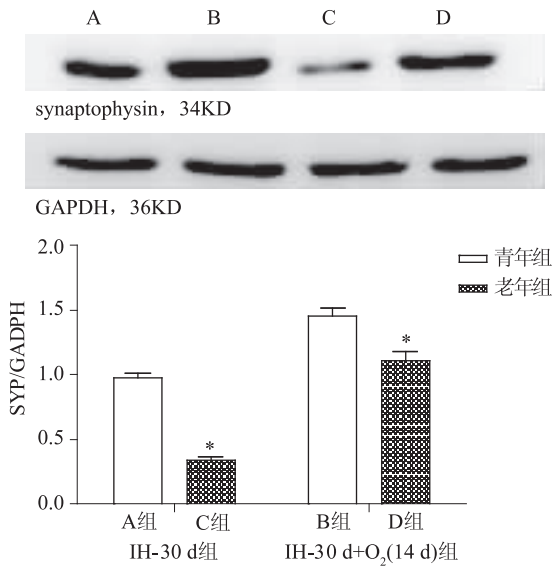 A B C D
synaptophysin，34KD
GAPDH，36KD
SYP/GADPH
2.0
1.5
1.0
0.5
0.0
青年组
老年组
*
*
A组 C组 B组 D组
IH-30 d组 IH-30 d+O₂(14 d)组